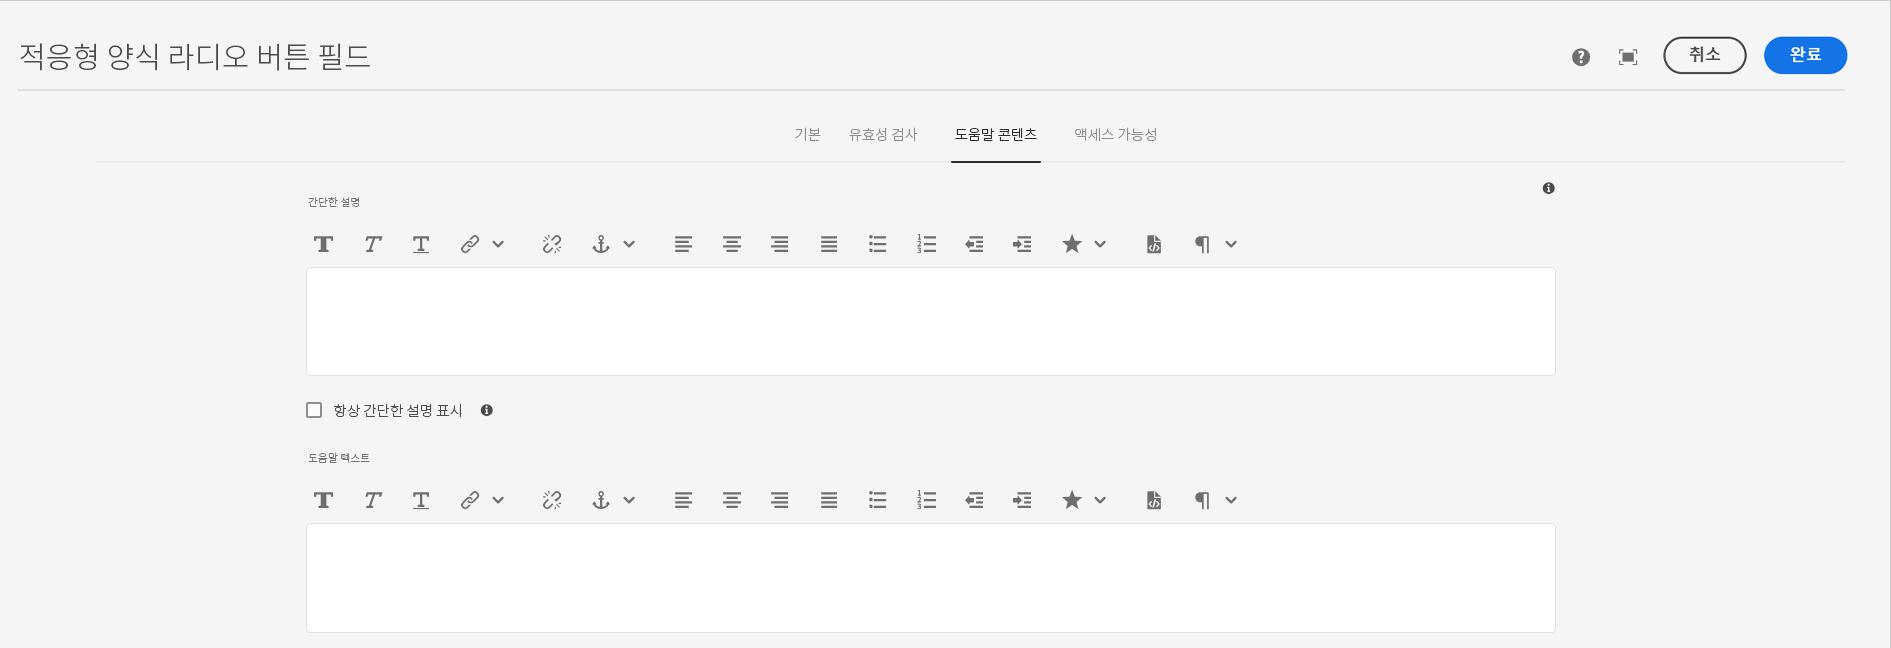 적응형 양식 라디오 버튼 필드
취소
완료
기본
유효성 검사
도움말 콘텐츠
액세스 가능성
간단한 설명
항상 간단한 설명 표시
도움말 텍스트